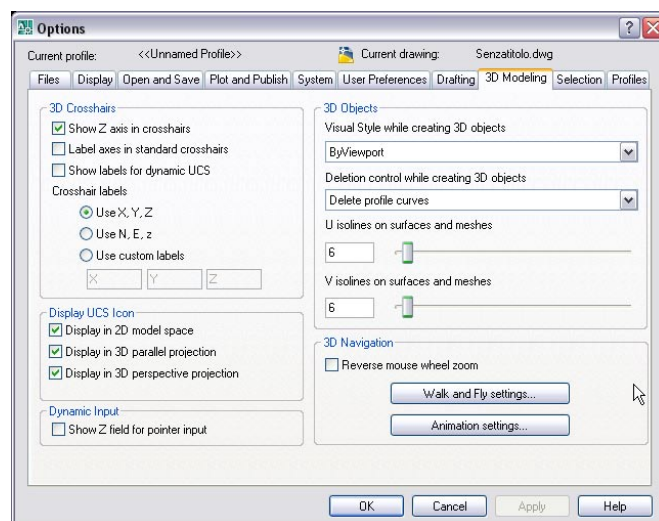 Options
Current profile: <<Unnamed Profile>> Current drawing: Senzatitolo.dwg
Files Display Open and Save Plot and Publish System User Preferences Drafting 3D Modeling Selection Profiles
3D Crosshairs
Show Z axis in crosshairs
Label axes in standard crosshairs
Show labels for dynamic UCS
Crosshair labels
Use X, Y, Z
Use N, E, z
Use custom labels
X Y Z
Display UCS Icon
Display in 2D model space
Display in 3D parallel projection
Display in 3D perspective projection
Dynamic Input
Show Z field for pointer input
3D Objects
Visual Style while creating 3D objects
ByViewport
Deletion control while creating 3D objects
Delete profile curves
U isolines on surfaces and meshes
6
V isolines on surfaces and meshes
6
3D Navigation
Reverse mouse wheel zoom
Walk and Fly settings...
Animation settings...
OK Cancel Apply Help